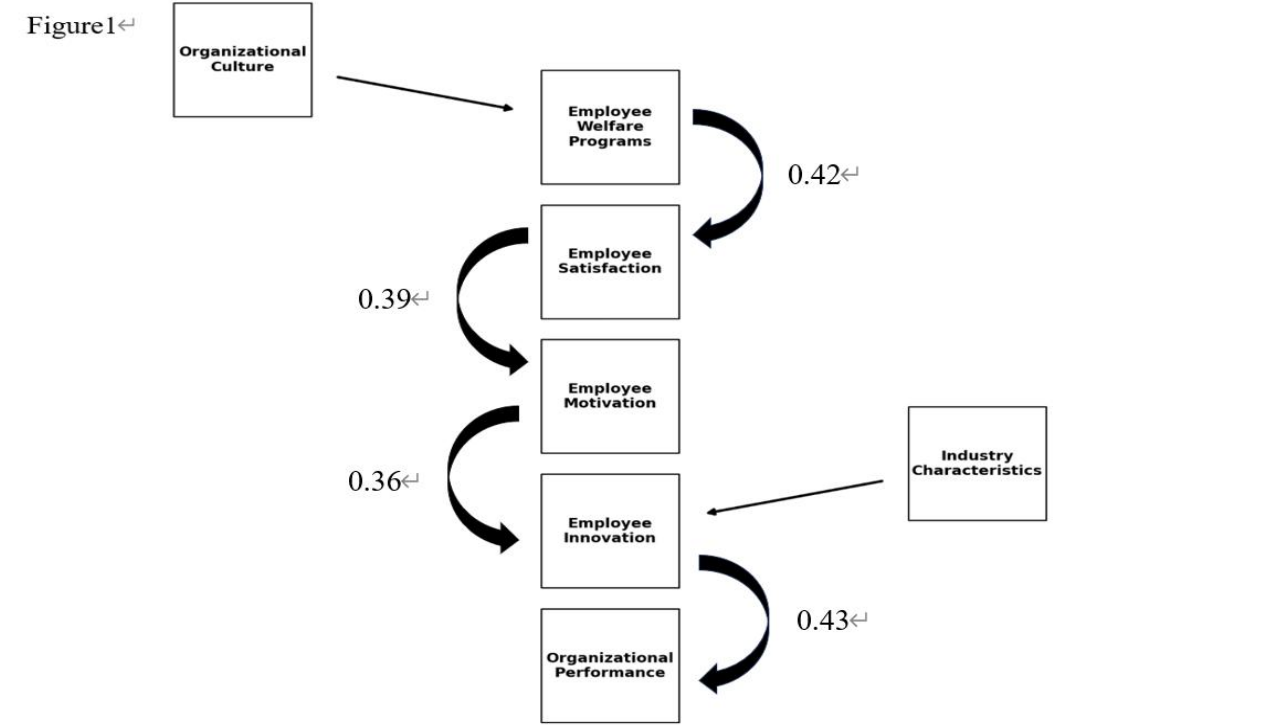 Figure1↵
Organizational
Culture
Employee
Welfare
Programs
0.42↵
Employee
Satisfaction
0.39↵
Employee
Motivation
0.36↵
Industry
Characteristics
Employee
Innovation
0.43↵
Organizational
Performance